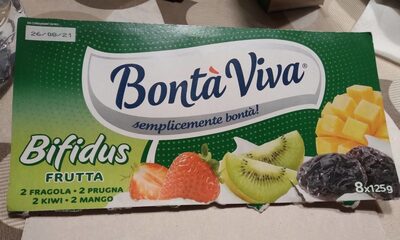 26/08/21
Bontà Viva®
semplicemente bontà!
Bifidus
FRUTTA
2 FRAGOLA • 2 PRUGNA
2 KIWI • 2 MANGO
8x125g